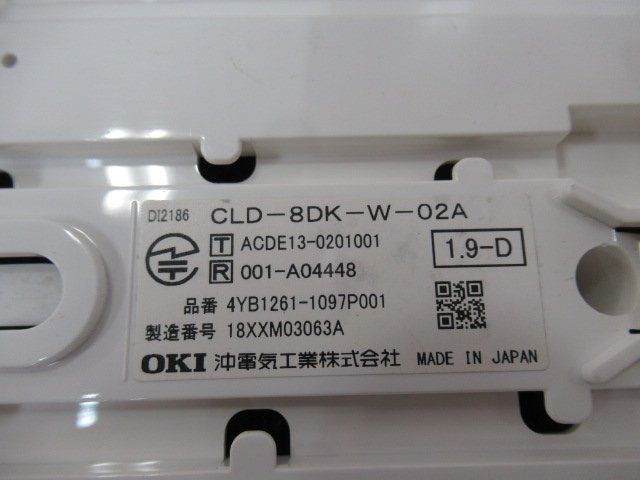 DI2186 CLD-8DK-W-02A
T ACDE13-0201001
1.9-D
R 001-A04448
品番 4YB1261-1097P001
製造番号 18XXM03063A
OKI 沖電気工業株式会社 MADE IN JAPAN